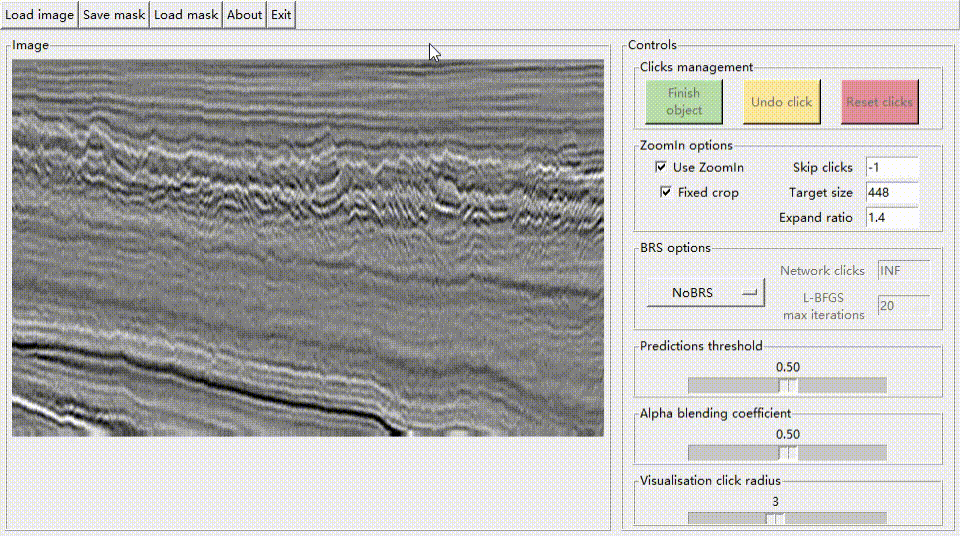 Load image Save mask Load mask About Exit
Image
Controls
Clicks management
Finish
object
Undo click
Reset clicks
ZoomIn options
Use ZoomIn Skip clicks -1
Fixed crop Target size 448
Expand ratio 1.4
BRS options
Network clicks INF
NoBRS
L-BFGS
max iterations 20
Predictions threshold
0.50
Alpha blending coefficient
0.50
Visualisation click radius
3